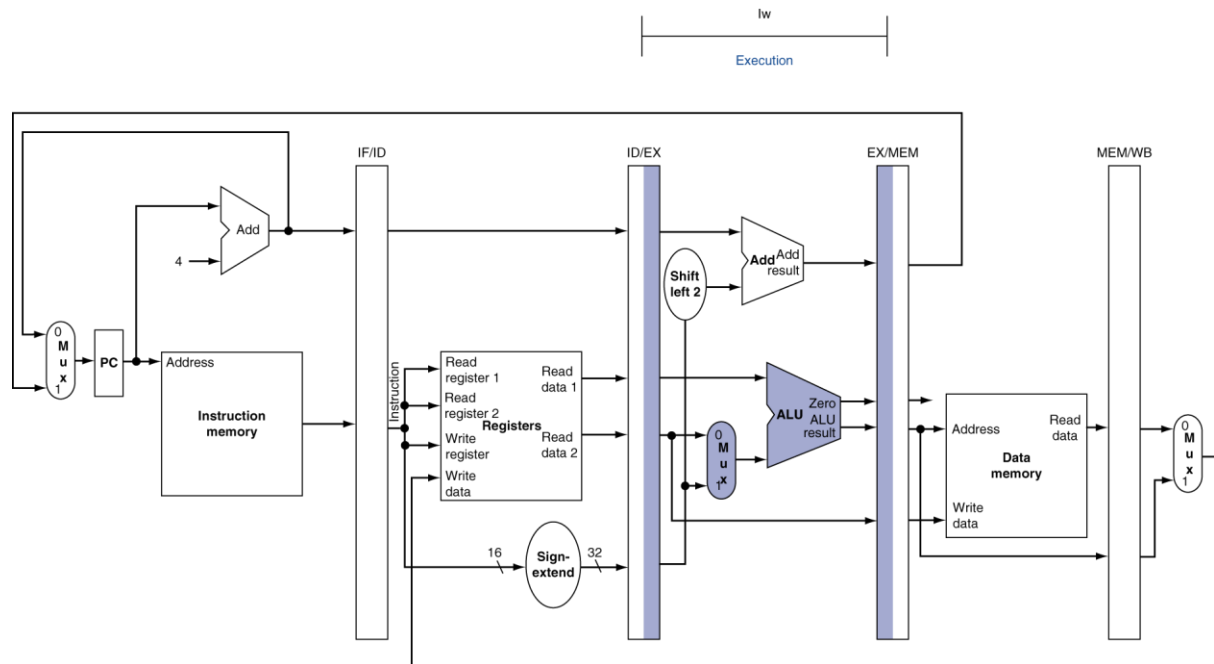 lw
Execution
IF/ID
ID/EX
EX/MEM
MEM/WB
Add
4
Add
Add
result
Shift
left 2
0
M
u
x
1
PC
Address
Instruction
memory
Instruction
Read
register 1
Read
register 2
Registers
Write
register
Write
data
Read
data 1
Read
data 2
0
M
u
x
1
ALU
Zero
ALU
result
Address
Read
data
Data
memory
Write
data
0
M
u
x
1
16
Sign-
extend
32